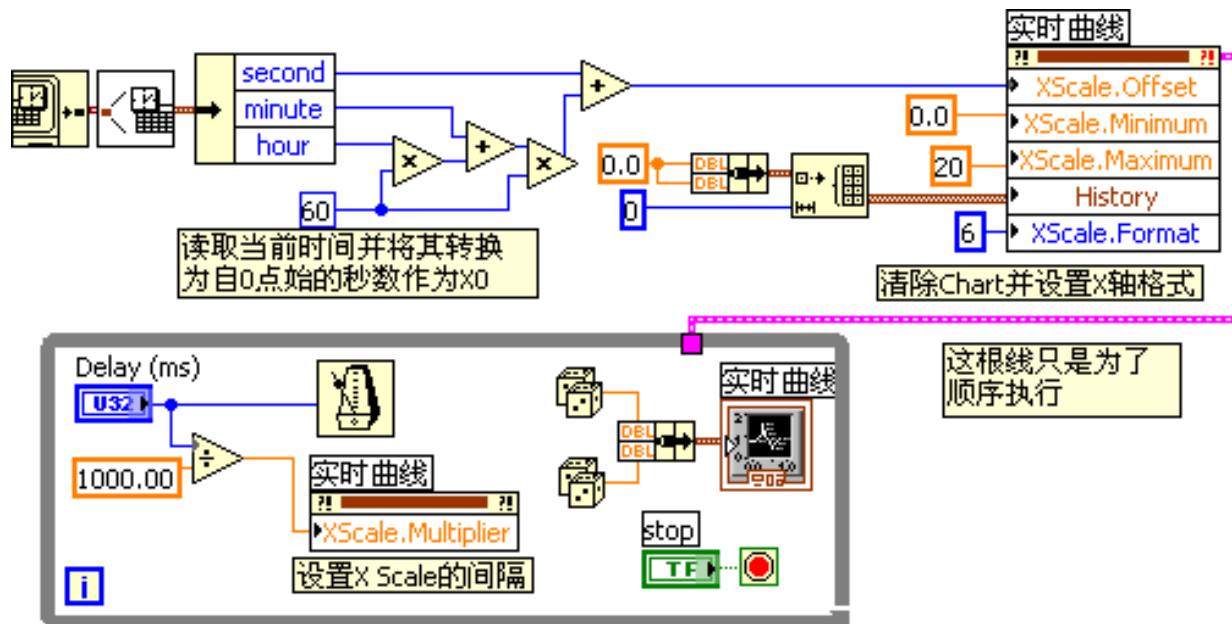 实时曲线
second
minute
hour
60
读取当前时间并将其转换
为自0点始的秒数作为X0
0.0
DBL
DBL
0
0.0
20
6
?!
?!
XScale.Offset
XScale.Minimum
XScale.Maximum
History
XScale.Format
清除Chart并设置X轴格式
这根线只是为了
顺序执行
Delay (ms)
U32
1000.00
实时曲线
?!
?!
XScale.Multiplier
设置X Scale的间隔
i
DBL
DBL
实时曲线
stop
TF